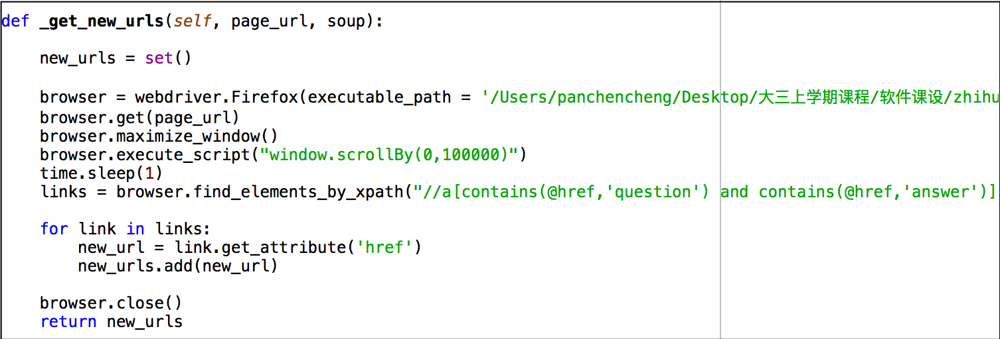 def _get_new_urls(self, page_url, soup):
new_urls = set()
browser = webdriver.Firefox(executable_path = '/Users/panchencheng/Desktop/大三上学期课程/软件课设/zhihu
browser.get(page_url)
browser.maximize_window()
browser.execute_script("window.scrollBy(0,100000)")
time.sleep(1)
links = browser.find_elements_by_xpath("//a[contains(@href,'question') and contains(@href,'answer')]
for link in links:
new_url = link.get_attribute('href')
new_urls.add(new_url)
browser.close()
return new_urls